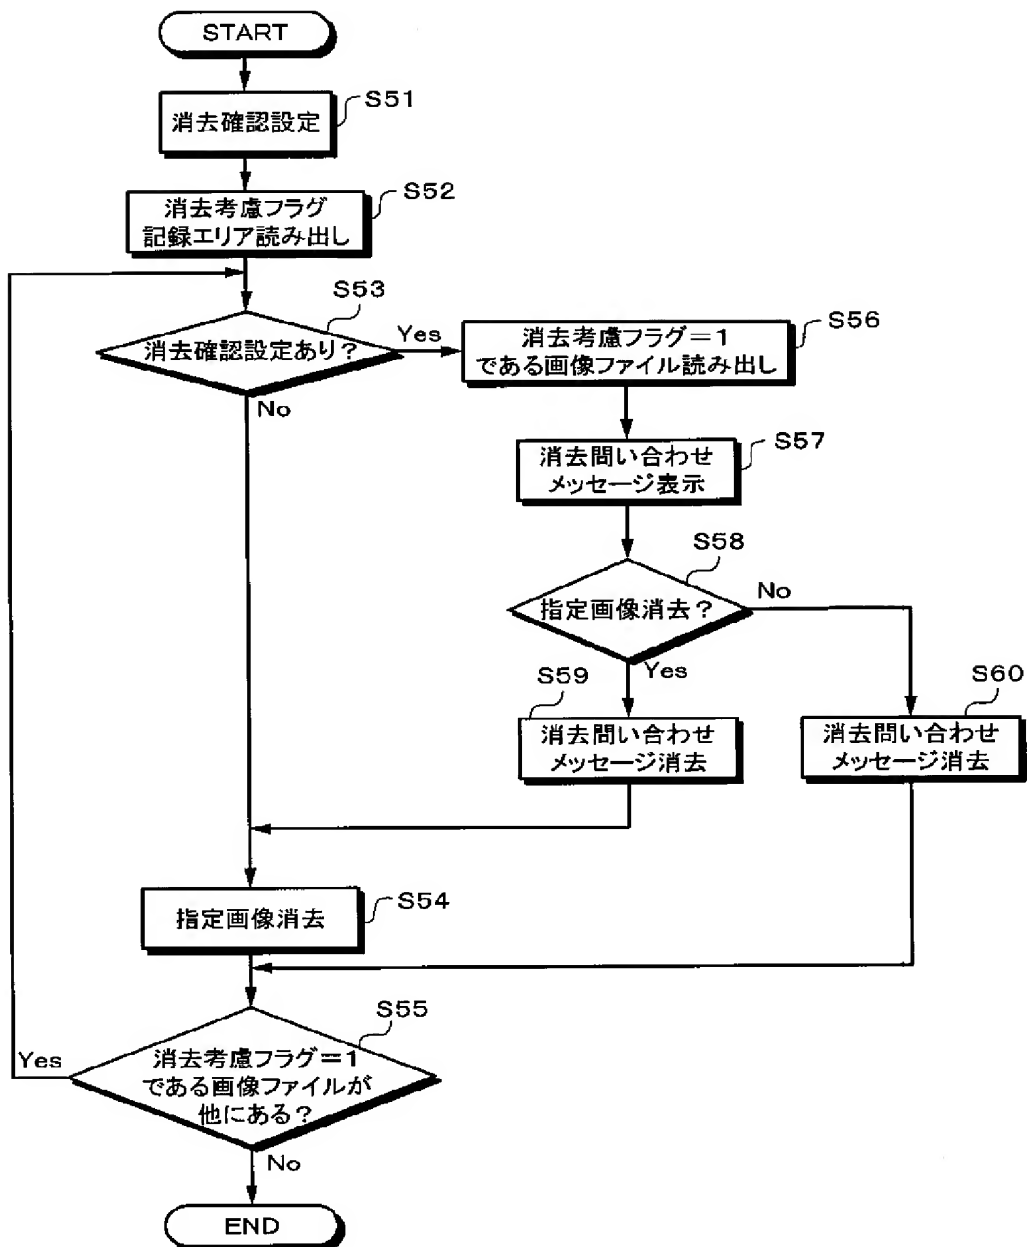 START
S51
消去確認設定
S52
消去考慮フラグ
記録エリア読み出し
S53
消去確認設定あり?
Yes
No
S56
消去考慮フラグ=1
である画像ファイル読み出し
S57
消去問い合わせ
メッセージ表示
S58
指定画像消去?
No
Yes
S59
消去問い合わせ
メッセージ消去
S60
消去問い合わせ
メッセージ消去
S54
指定画像消去
S55
消去考慮フラグ=1
である画像ファイルが
他にある?
Yes
No
END